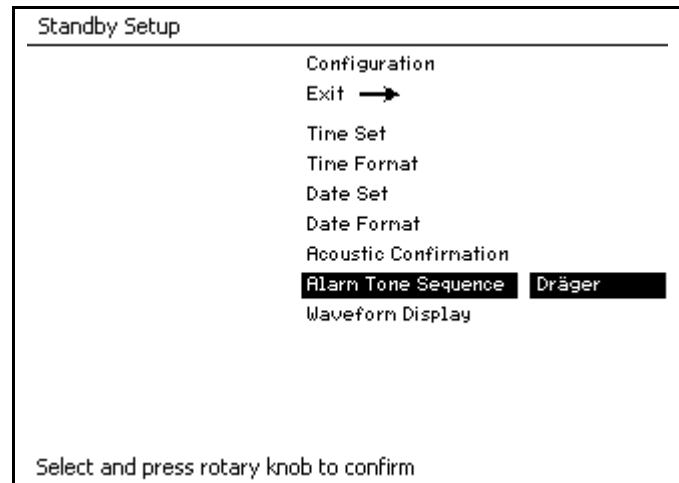 Standby Setup
Configuration
Exit →
Time Set
Time Format
Date Set
Date Format
Acoustic Confirmation
Alarm Tone Sequence Dräger
Waveform Display
Select and press rotary knob to confirm